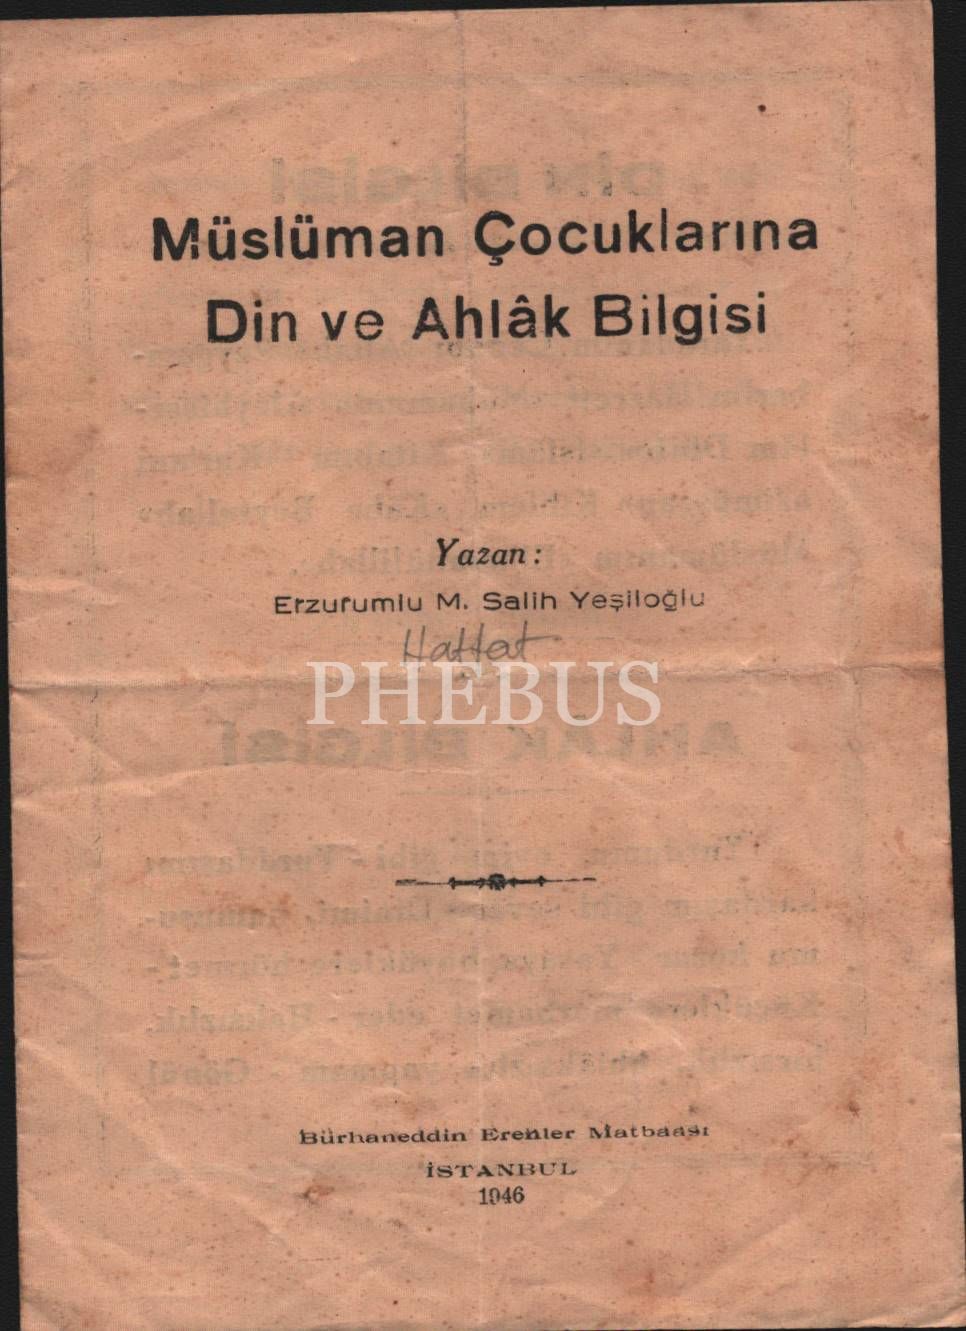 Müslüman Çocuklarına
Din ve Ahlâk Bilgisi
Yazan:
Erzurumlu M. Salih Yeşiloğlu
Hattat
PHEBUS
Bürhaneddin Erenler Matbaası
İSTANBUL
1946